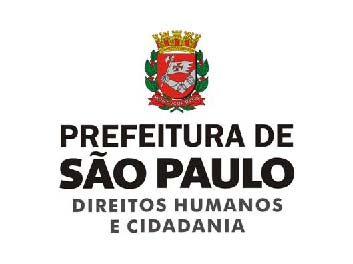 PREFEITURA DE
SÃO PAULO
DIREITOS HUMANOS
E CIDADANIA